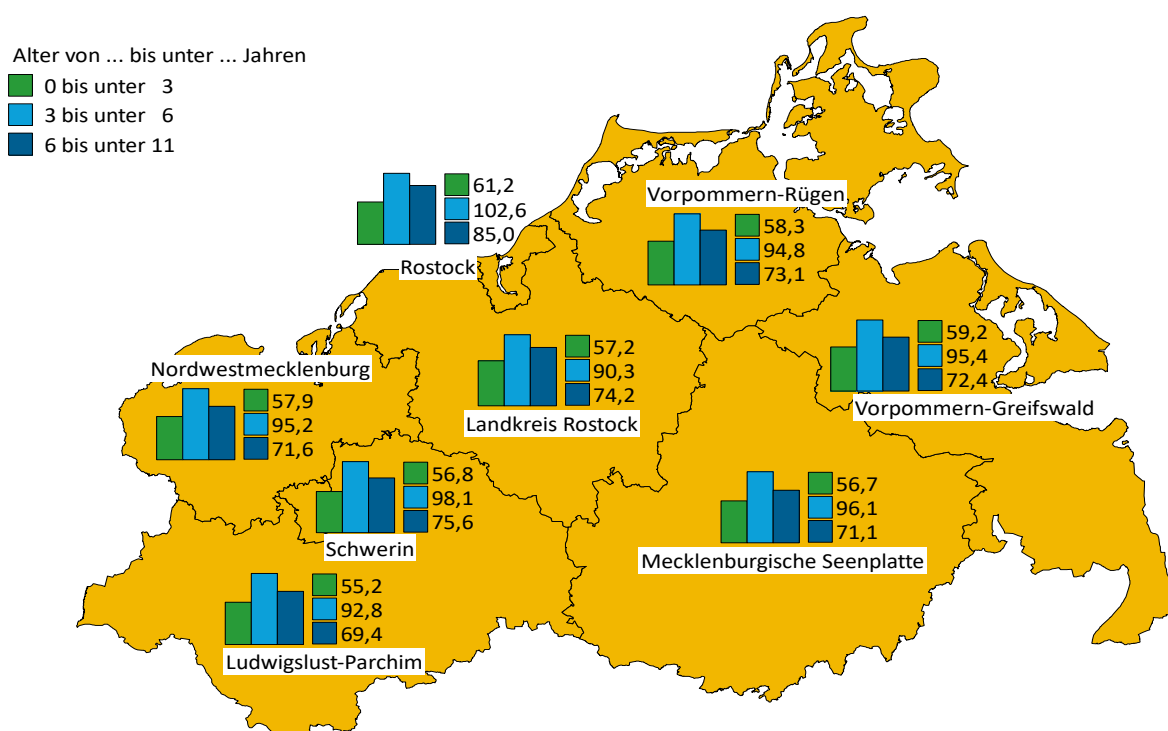 Alter von ... bis unter ... Jahren
0 bis unter 3
3 bis unter 6
6 bis unter 11
61,2
102,6
85,0
Rostock
Vorpommern-Rügen
58,3
94,8
73,1
59,2
95,4
72,4
Vorpommern-Greifswald
57,2
90,3
74,2
Landkreis Rostock
Nordwestmecklenburg
57,9
95,2
71,6
56,8
98,1
75,6
Schwerin
56,7
96,1
71,1
Mecklenburgische Seenplatte
55,2
92,8
69,4
Ludwigslust-Parchim